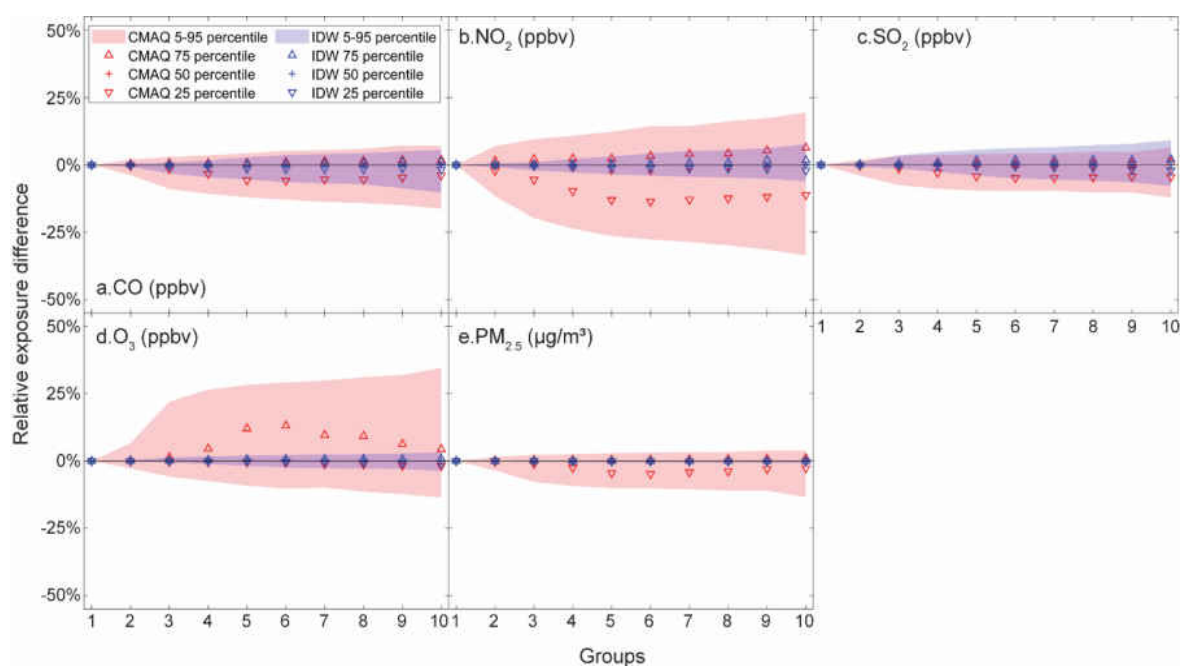 50%
25%
0%
-25%
-50%
CMAQ 5-95 percentile
CMAQ 75 percentile
CMAQ 50 percentile
CMAQ 25 percentile
IDW 5-95 percentile
IDW 75 percentile
IDW 50 percentile
IDW 25 percentile
a.CO (ppbv)
b.NO₂ (ppbv)
c.SO₂ (ppbv)
1 2 3 4 5 6 7 8 9 10
Relative exposure difference
50%
25%
0%
-25%
-50%
d.O₃ (ppbv)
e.PM₂.₅ (µg/m³)
1 2 3 4 5 6 7 8 9 10
1 2 3 4 5 6 7 8 9 10
Groups